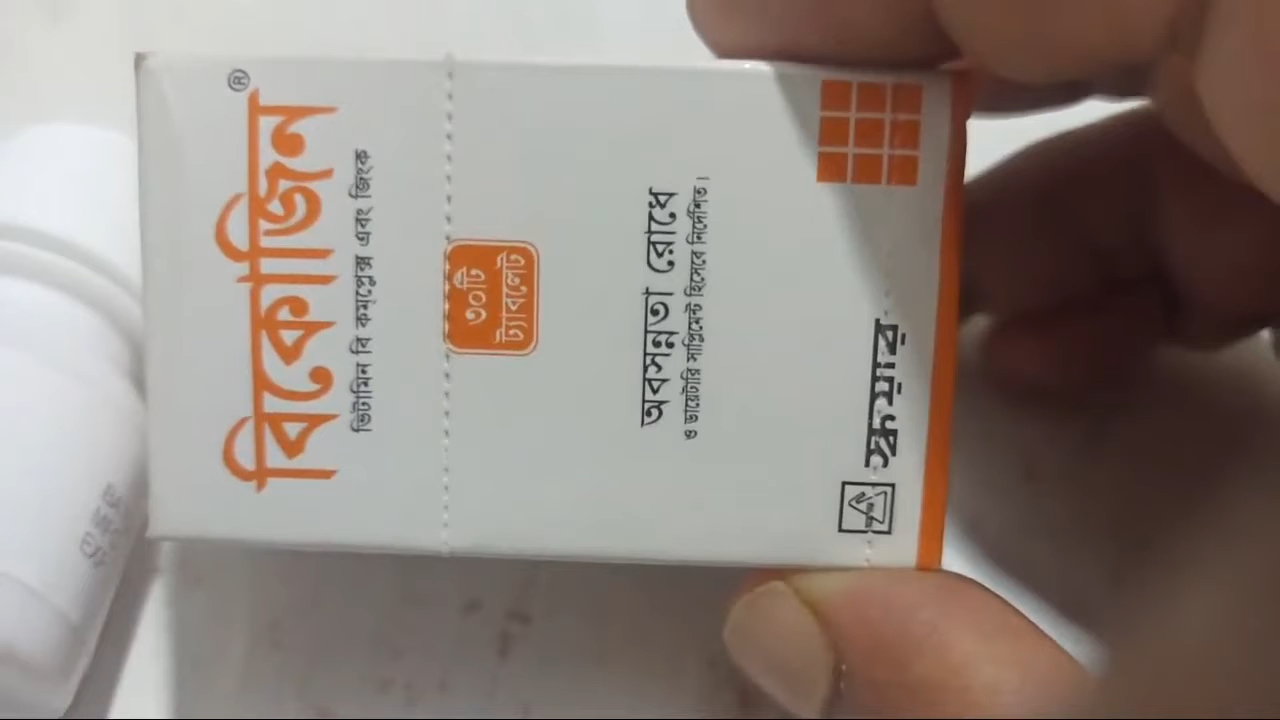 বিকোজিন®
ভিটামিন বি কমপ্লেক্স এবং জিংক
৩০টি
ট্যাবলেট
অবসন্নতা রোধে
ও ডায়েটারি সাপ্লিমেন্ট হিসেবে নির্দেশিত।
স্কয়ার